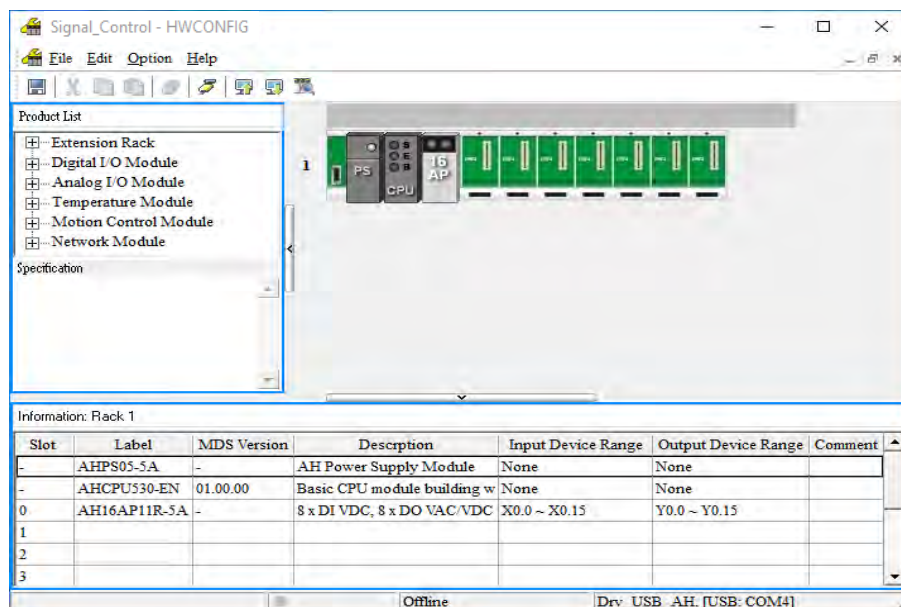 Signal_Control - HWCONFIG
File Edit Option Help
Product List
Extension Rack
Digital I/O Module
Analog I/O Module
Temperature Module
Motion Control Module
Network Module
Specification
1
PS
S
E
B
CPU
16
AP
Information: Rack 1
Slot Label MDS Version Descrption Input Device Range Output Device Range Comment
- AHPS05-5A - AH Power Supply Module None None
- AHCPU530-EN 01.00.00 Basic CPU module building w None None
0 AH16AP11R-5A - 8 x DI VDC, 8 x DO VAC/VDC X0.0 ~ X0.15 Y0.0 ~ Y0.15
1
2
3
Offline Drv_USB_AH, [USB: COM4]